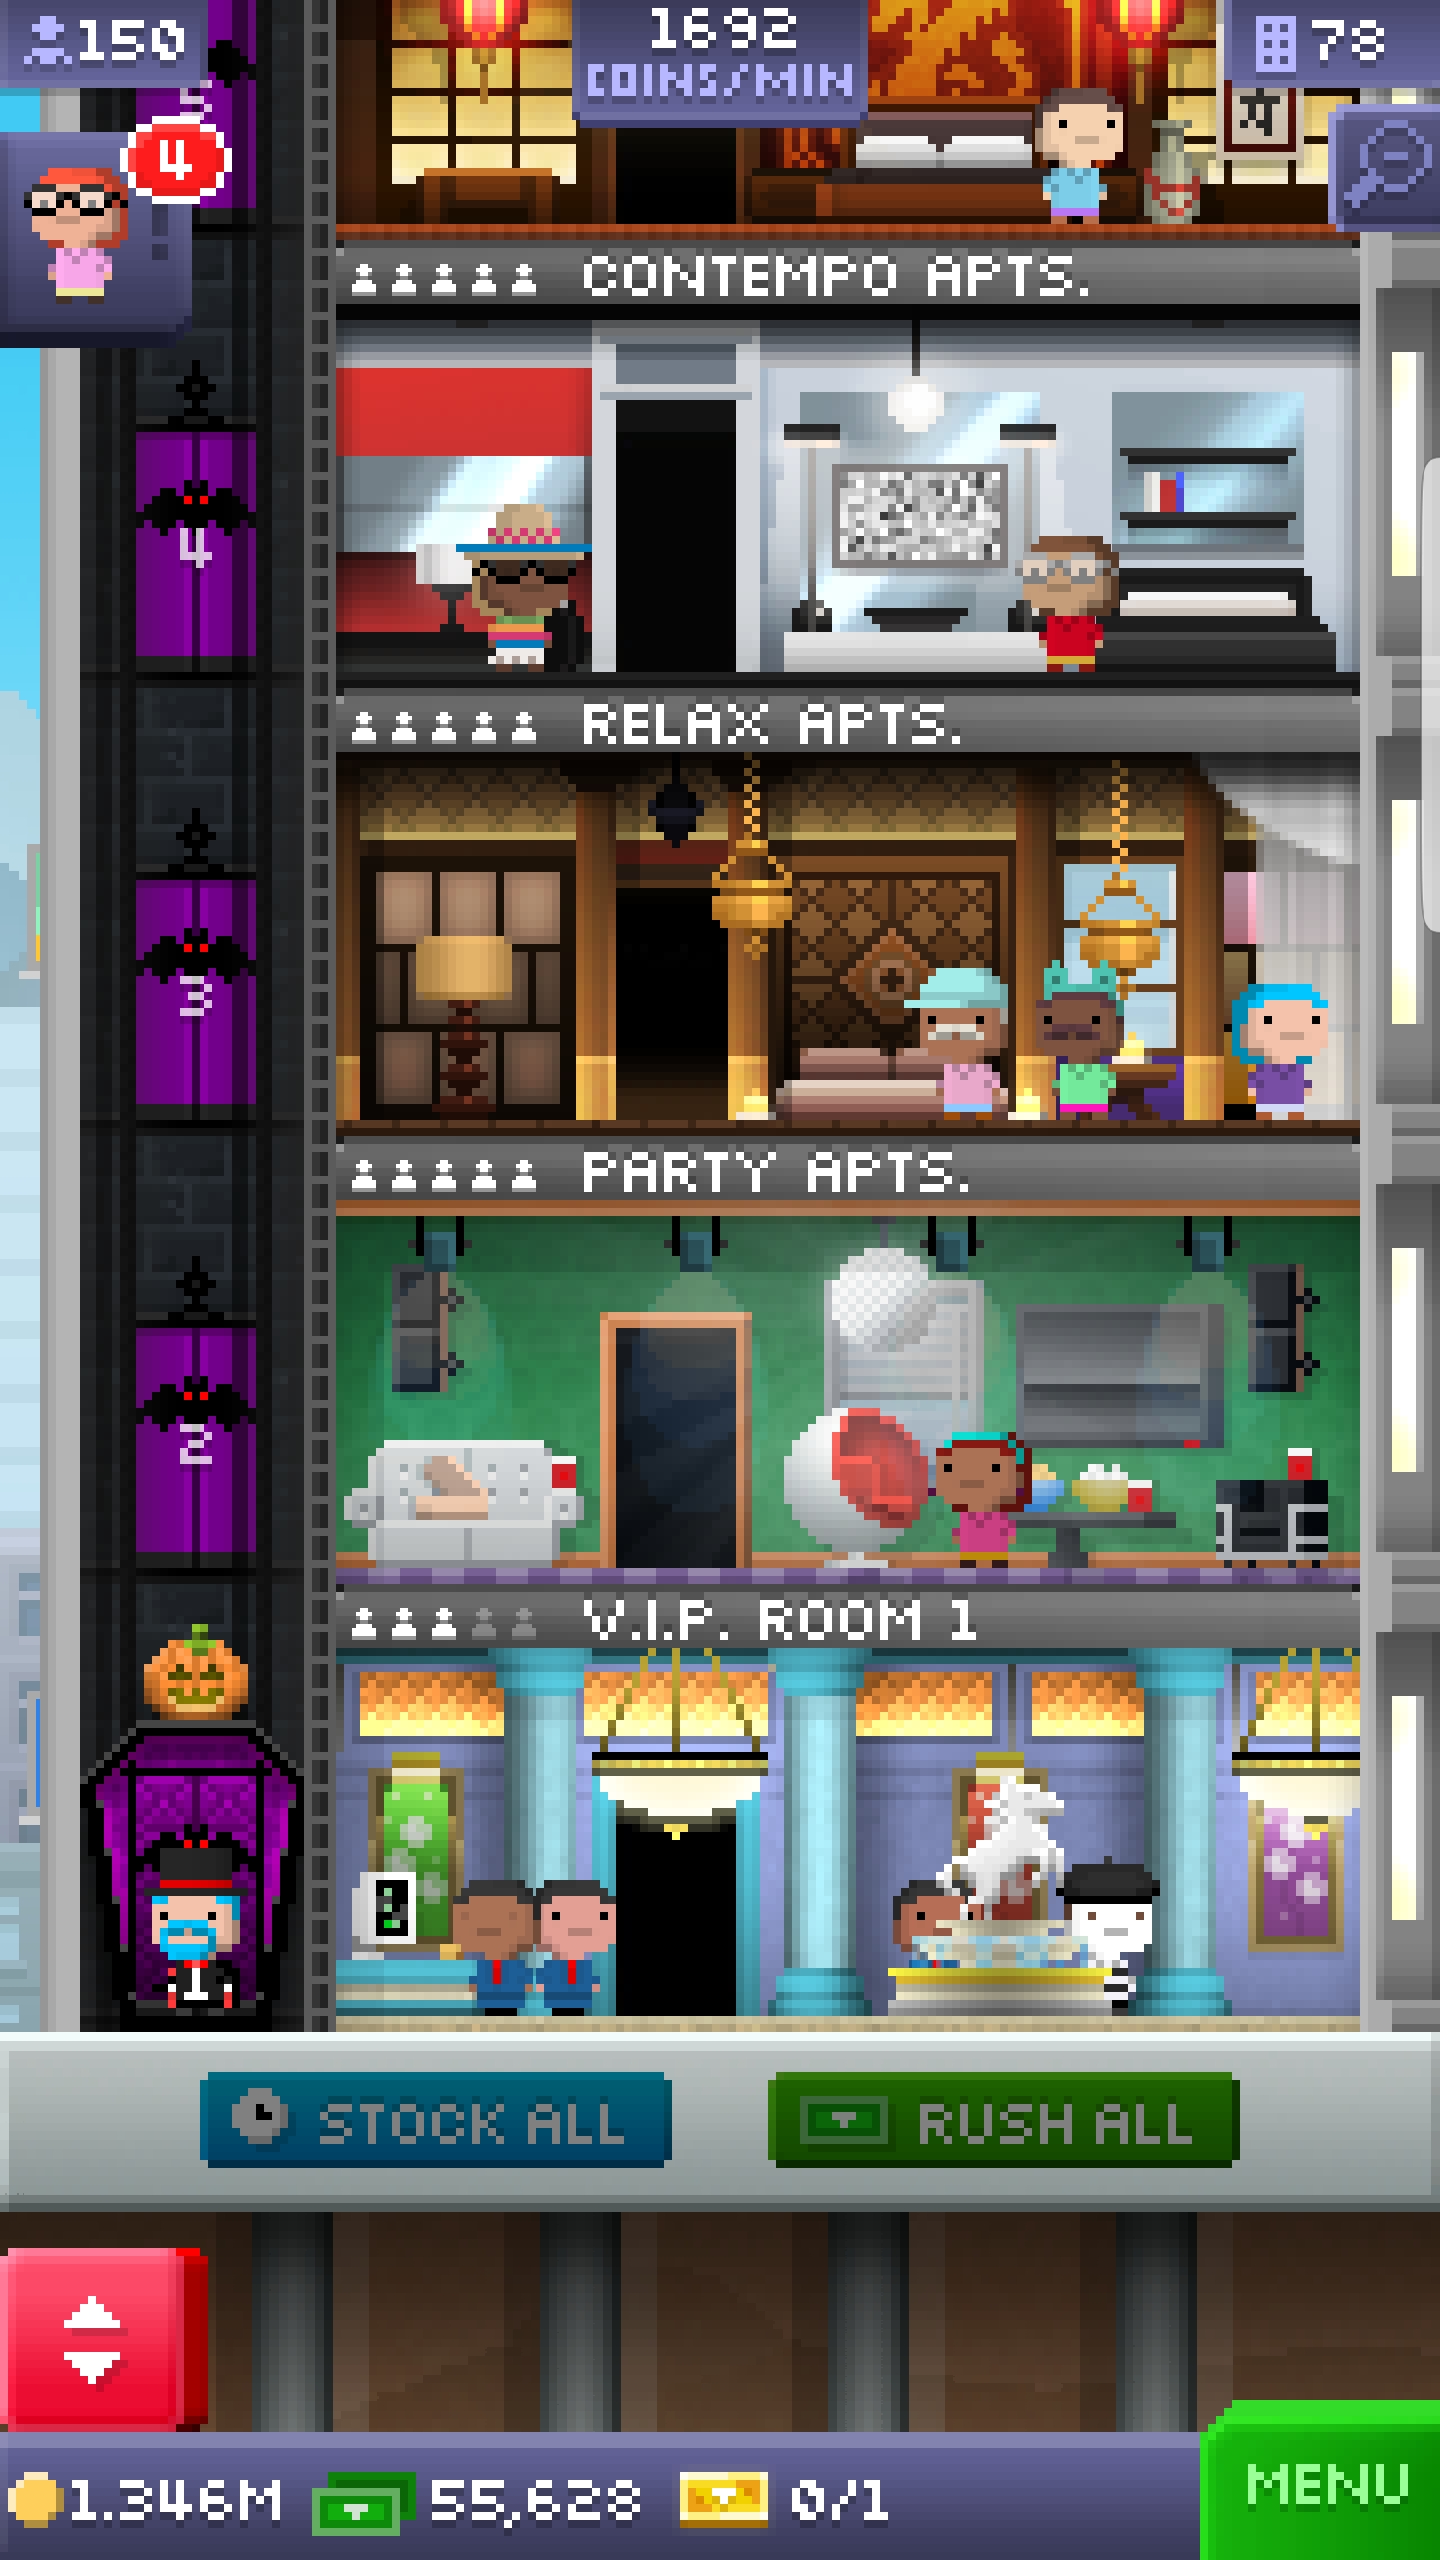 150
1692
COINS/MIN
78
5
4
CONTEMPO APTS.
4
RELAX APTS.
3
PARTY APTS.
2
V.I.P. ROOM 1
1
STOCK ALL
RUSH ALL
1.346M
55,628
0/1
MENU